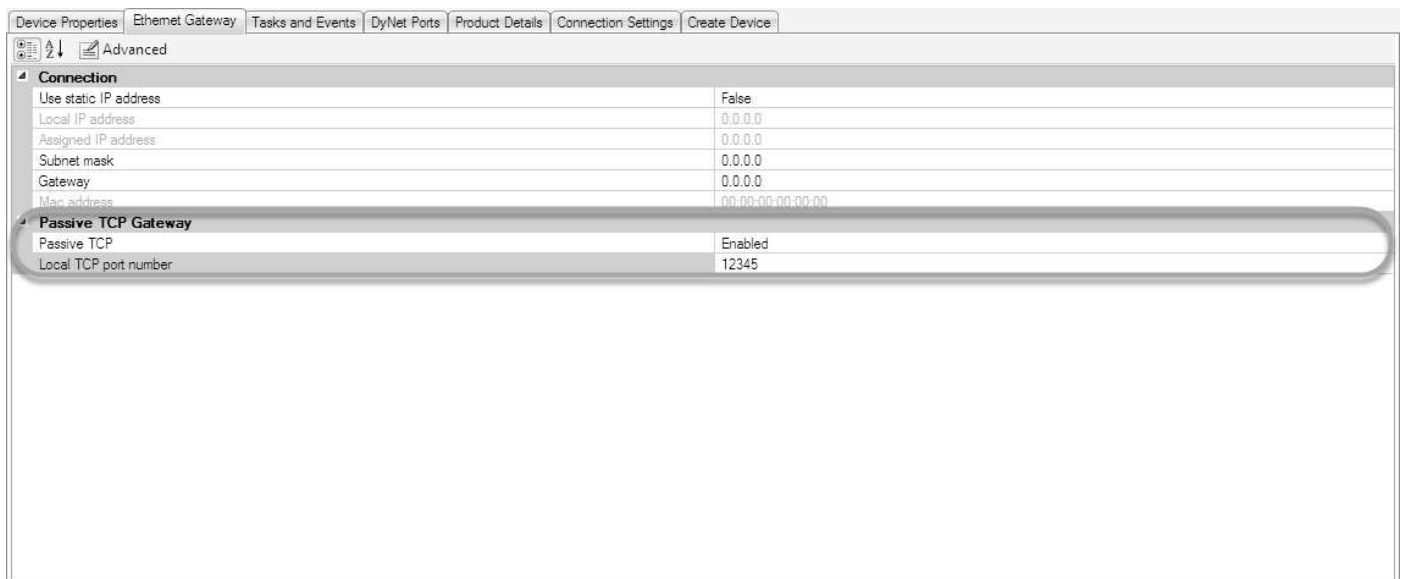 Device Properties Ethernet Gateway Tasks and Events DyNet Ports Product Details Connection Settings Create Device
Advanced
Connection
Use static IP address False
Local IP address 0.0.0.0
Assigned IP address 0.0.0.0
Subnet mask 0.0.0.0
Gateway 0.0.0.0
Mac address 00:00:00:00:00:00
Passive TCP Gateway
Passive TCP Enabled
Local TCP port number 12345